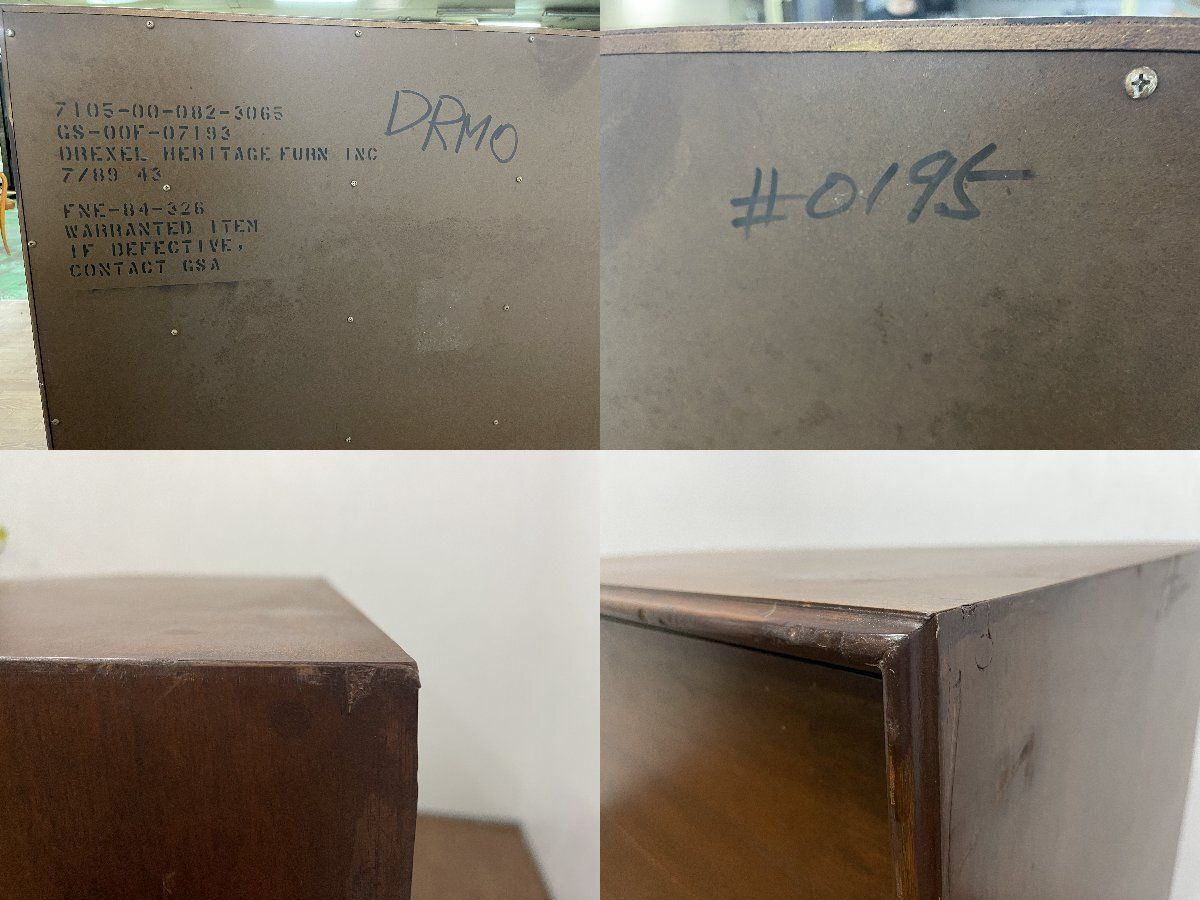 7105-00-082-3065
GS-00F-07193
DREXEL HERITAGE FURN INC
7/89 43
FNE-84-326
WARRANTED ITEM
IF DEFECTIVE,
CONTACT GSA
DRMO
#0195